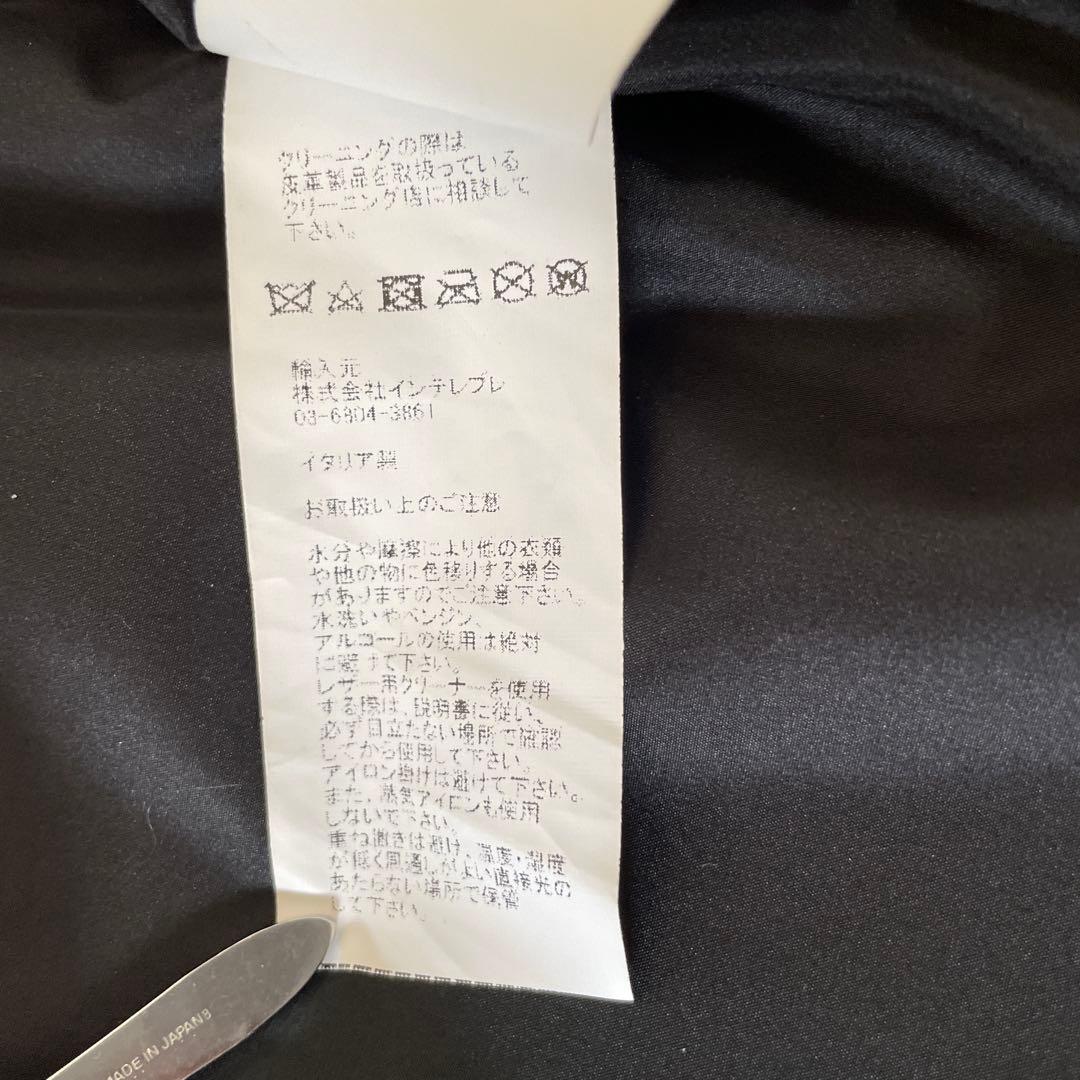 クリーニングの際は
皮革製品を取扱っている
クリーニング店に相談して
下さい。
輸入元
株式会社インテレプレ
03-6804-3861
イタリア製
お取扱い上のご注意
水分や摩擦により他の衣類
や他の物に色移りする場合
がありますのでご注意下さい。
水洗いやベンジン、
アルコールの使用は絶対
に避けて下さい。
レザー用クリーナーを使用
する際は、説明書に従い、
必ず目立たない場所で確認
してから使用して下さい。
アイロン掛けは避けて下さい。
また、蒸気アイロンも使用
しないで下さい。
重ね置きは避け、温度・湿度
が低く風通しがよい直接光の
あたらない場所で保管
して下さい。
MADE IN JAPAN